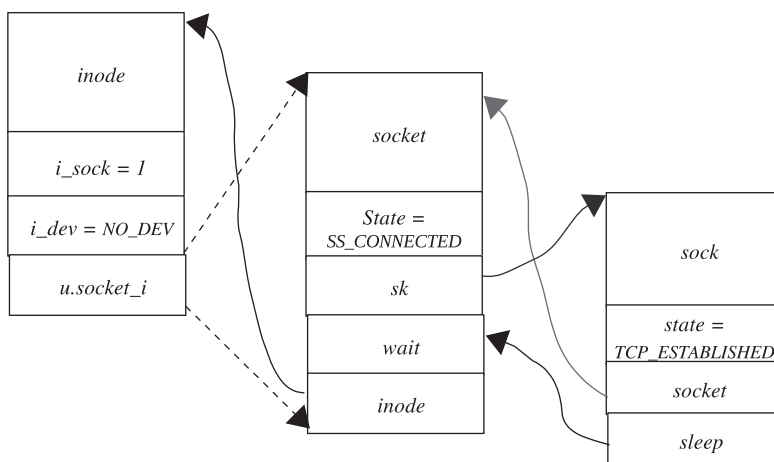 inode
i_sock = 1
i_dev = NO_DEV
u.socket_i
socket
State =
SS_CONNECTED
sk
wait
inode
sock
state =
TCP_ESTABLISHED
socket
sleep